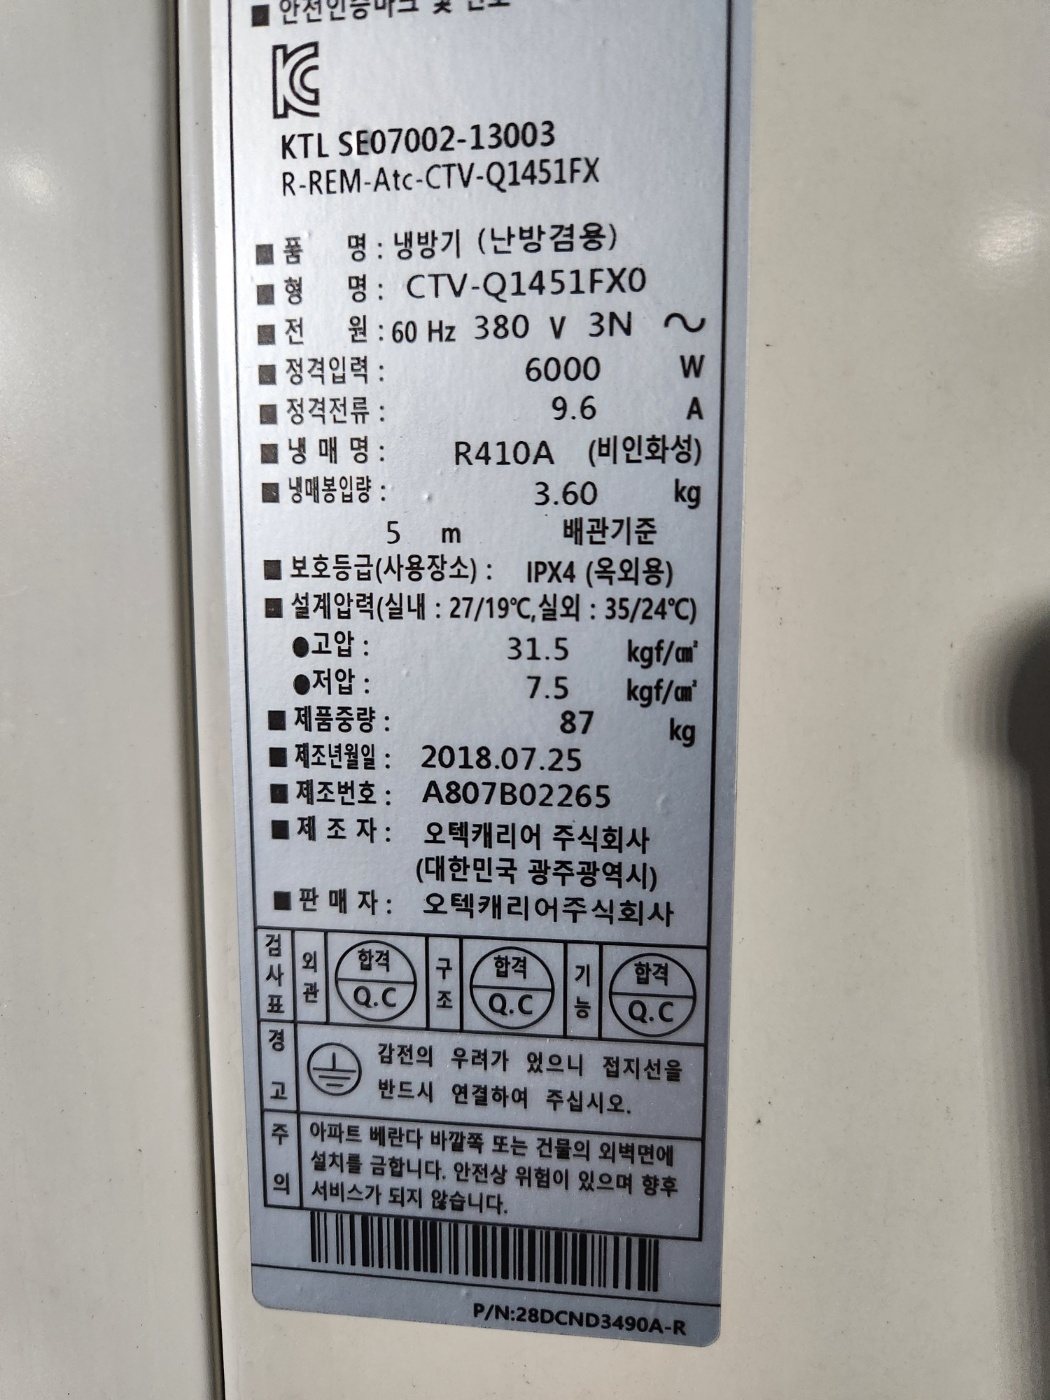 ■ 안전인증마크 및 번호
KC
KTL SE07002-13003
R-REM-Atc-CTV-Q1451FX
■ 품 명 : 냉방기 (난방겸용)
■ 형 명 : CTV-Q1451FX0
■ 전 원 : 60 Hz 380 V 3N ~
■ 정격입력 : 6000 W
■ 정격전류 : 9.6 A
■ 냉 매 명 : R410A (비인화성)
■ 냉매봉입량 : 3.60 kg
5 m 배관기준
■ 보호등급(사용장소) : IPX4 (옥외용)
■ 설계압력(실내 : 27/19℃,실외 : 35/24℃)
●고압 : 31.5 kgf/㎠
●저압 : 7.5 kgf/㎠
■ 제품중량 : 87 kg
■ 제조년월일 : 2018.07.25
■ 제조번호 : A807B02265
■ 제 조 자 : 오텍캐리어 주식회사
(대한민국 광주광역시)
■ 판 매 자 : 오텍캐리어주식회사
검사표 외관 합격 Q.C 구조 합격 Q.C 기능 합격 Q.C
경고 감전의 우려가 있으니 접지선을
반드시 연결하여 주십시오.
주의 아파트 베란다 바깥쪽 또는 건물의 외벽면에
설치를 금합니다. 안전상 위험이 있으며 향후
서비스가 되지 않습니다.
P/N:28DCND3490A-R